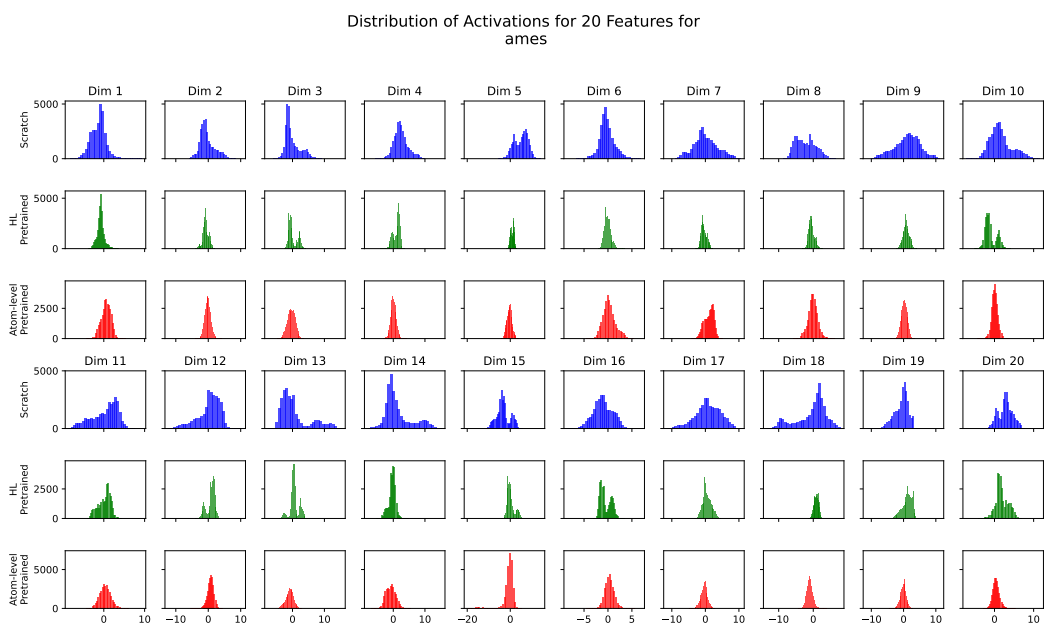 Distribution of Activations for 20 Features for
ames
Dim 1 Dim 2 Dim 3 Dim 4 Dim 5 Dim 6 Dim 7 Dim 8 Dim 9 Dim 10
Scratch
5000
0
HL
Pretrained
5000
0
Atom-level
Pretrained
2500
0
Dim 11 Dim 12 Dim 13 Dim 14 Dim 15 Dim 16 Dim 17 Dim 18 Dim 19 Dim 20
Scratch
5000
0
HL
Pretrained
2500
0
Atom-level
Pretrained
5000
0
0 10 −10 0 0 10 0 10 −20 0 −5 0 5 −10 0 10 −10 0 −10 0 10 0 10